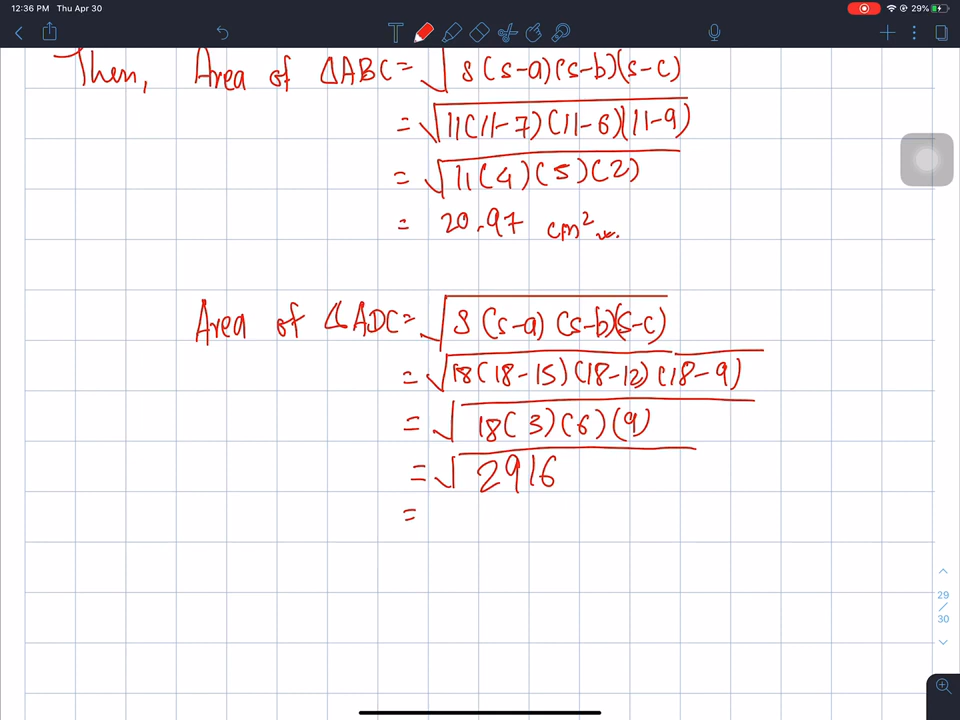 12:36 PM Thu Apr 30 29%
Then, Area of ΔABC = √s(s-a)(s-b)(s-c)
= √11(11-7)(11-6)(11-9)
= √11(4)(5)(2)
= 20.97 cm²
Area of ΔADC = √s(s-a)(s-b)(s-c)
= √18(18-15)(18-12)(18-9)
= √18(3)(6)(9)
= √2916
=
29
/
30